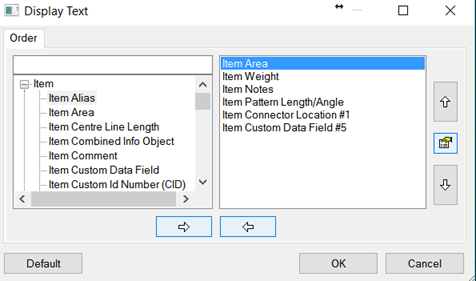 Display Text
Order
Item
Item Alias
Item Area
Item Centre Line Length
Item Combined Info Object
Item Comment
Item Custom Data Field
Item Custom Id Number (CID)
Item Area
Item Weight
Item Notes
Item Pattern Length/Angle
Item Connector Location #1
Item Custom Data Field #5
Default
OK
Cancel